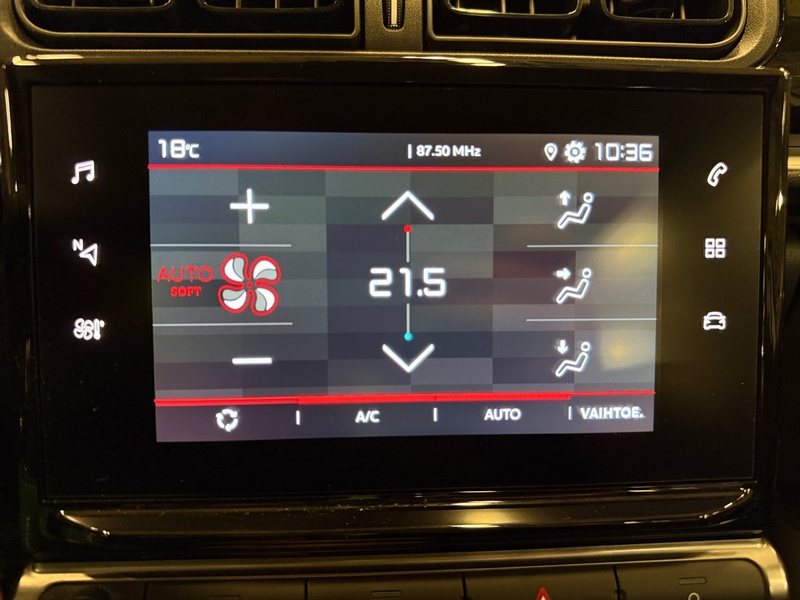 18°C | 87.50 MHz 10:36
N
AUTO
SOFT
21.5
A/C | AUTO | VAIHTOE.